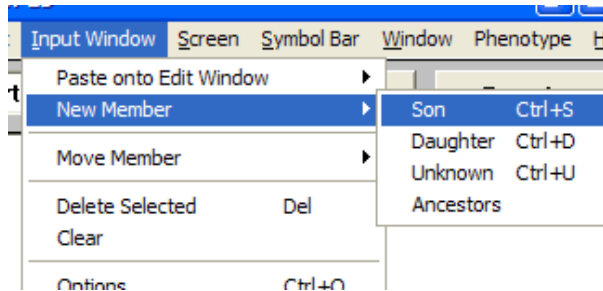 Input Window Screen Symbol Bar Window Phenotype
Paste onto Edit Window
New Member
Son Ctrl+S
Daughter Ctrl+D
Move Member
Unknown Ctrl+U
Delete Selected Del
Ancestors
Clear
Options Ctrl+O